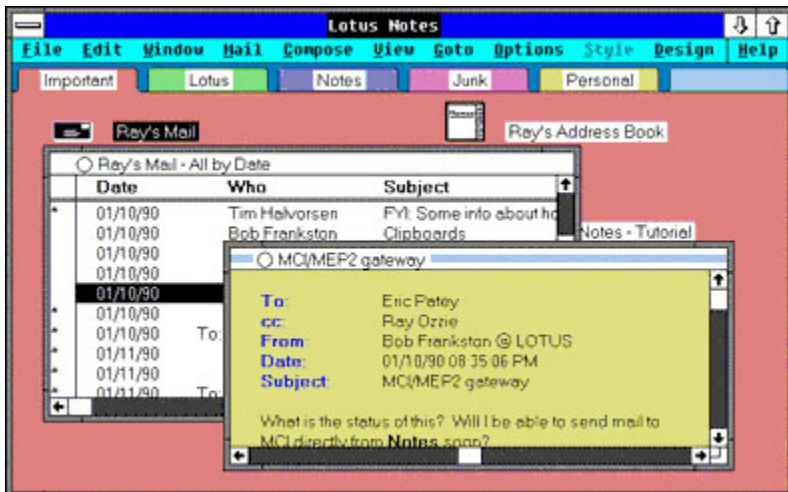 Lotus Notes
File Edit Window Mail Compose View Goto Options Style Design Help
Important Lotus Notes Junk Personal
Ray's Mail Ray's Address Book
Ray's Mail - All by Date
Date Who Subject
* 01/10/90 Tim Halvorsen FYI: Some info about ho
01/10/90 Bob Frankston Clipboards
Notes - Tutorial
01/10/90
01/10/90
01/10/90
* 01/10/90
* 01/10/90 To:
* 01/11/90
* 01/11/90
* 01/11/90 To:
MCI/MEP2 gateway
To: Eric Patey
cc: Ray Ozzie
From: Bob Frankston @ LOTUS
Date: 01/10/90 08:35:06 PM
Subject: MCI/MEP2 gateway
What is the status of this? Will I be able to send mail to
MCI directly from Notes soon?